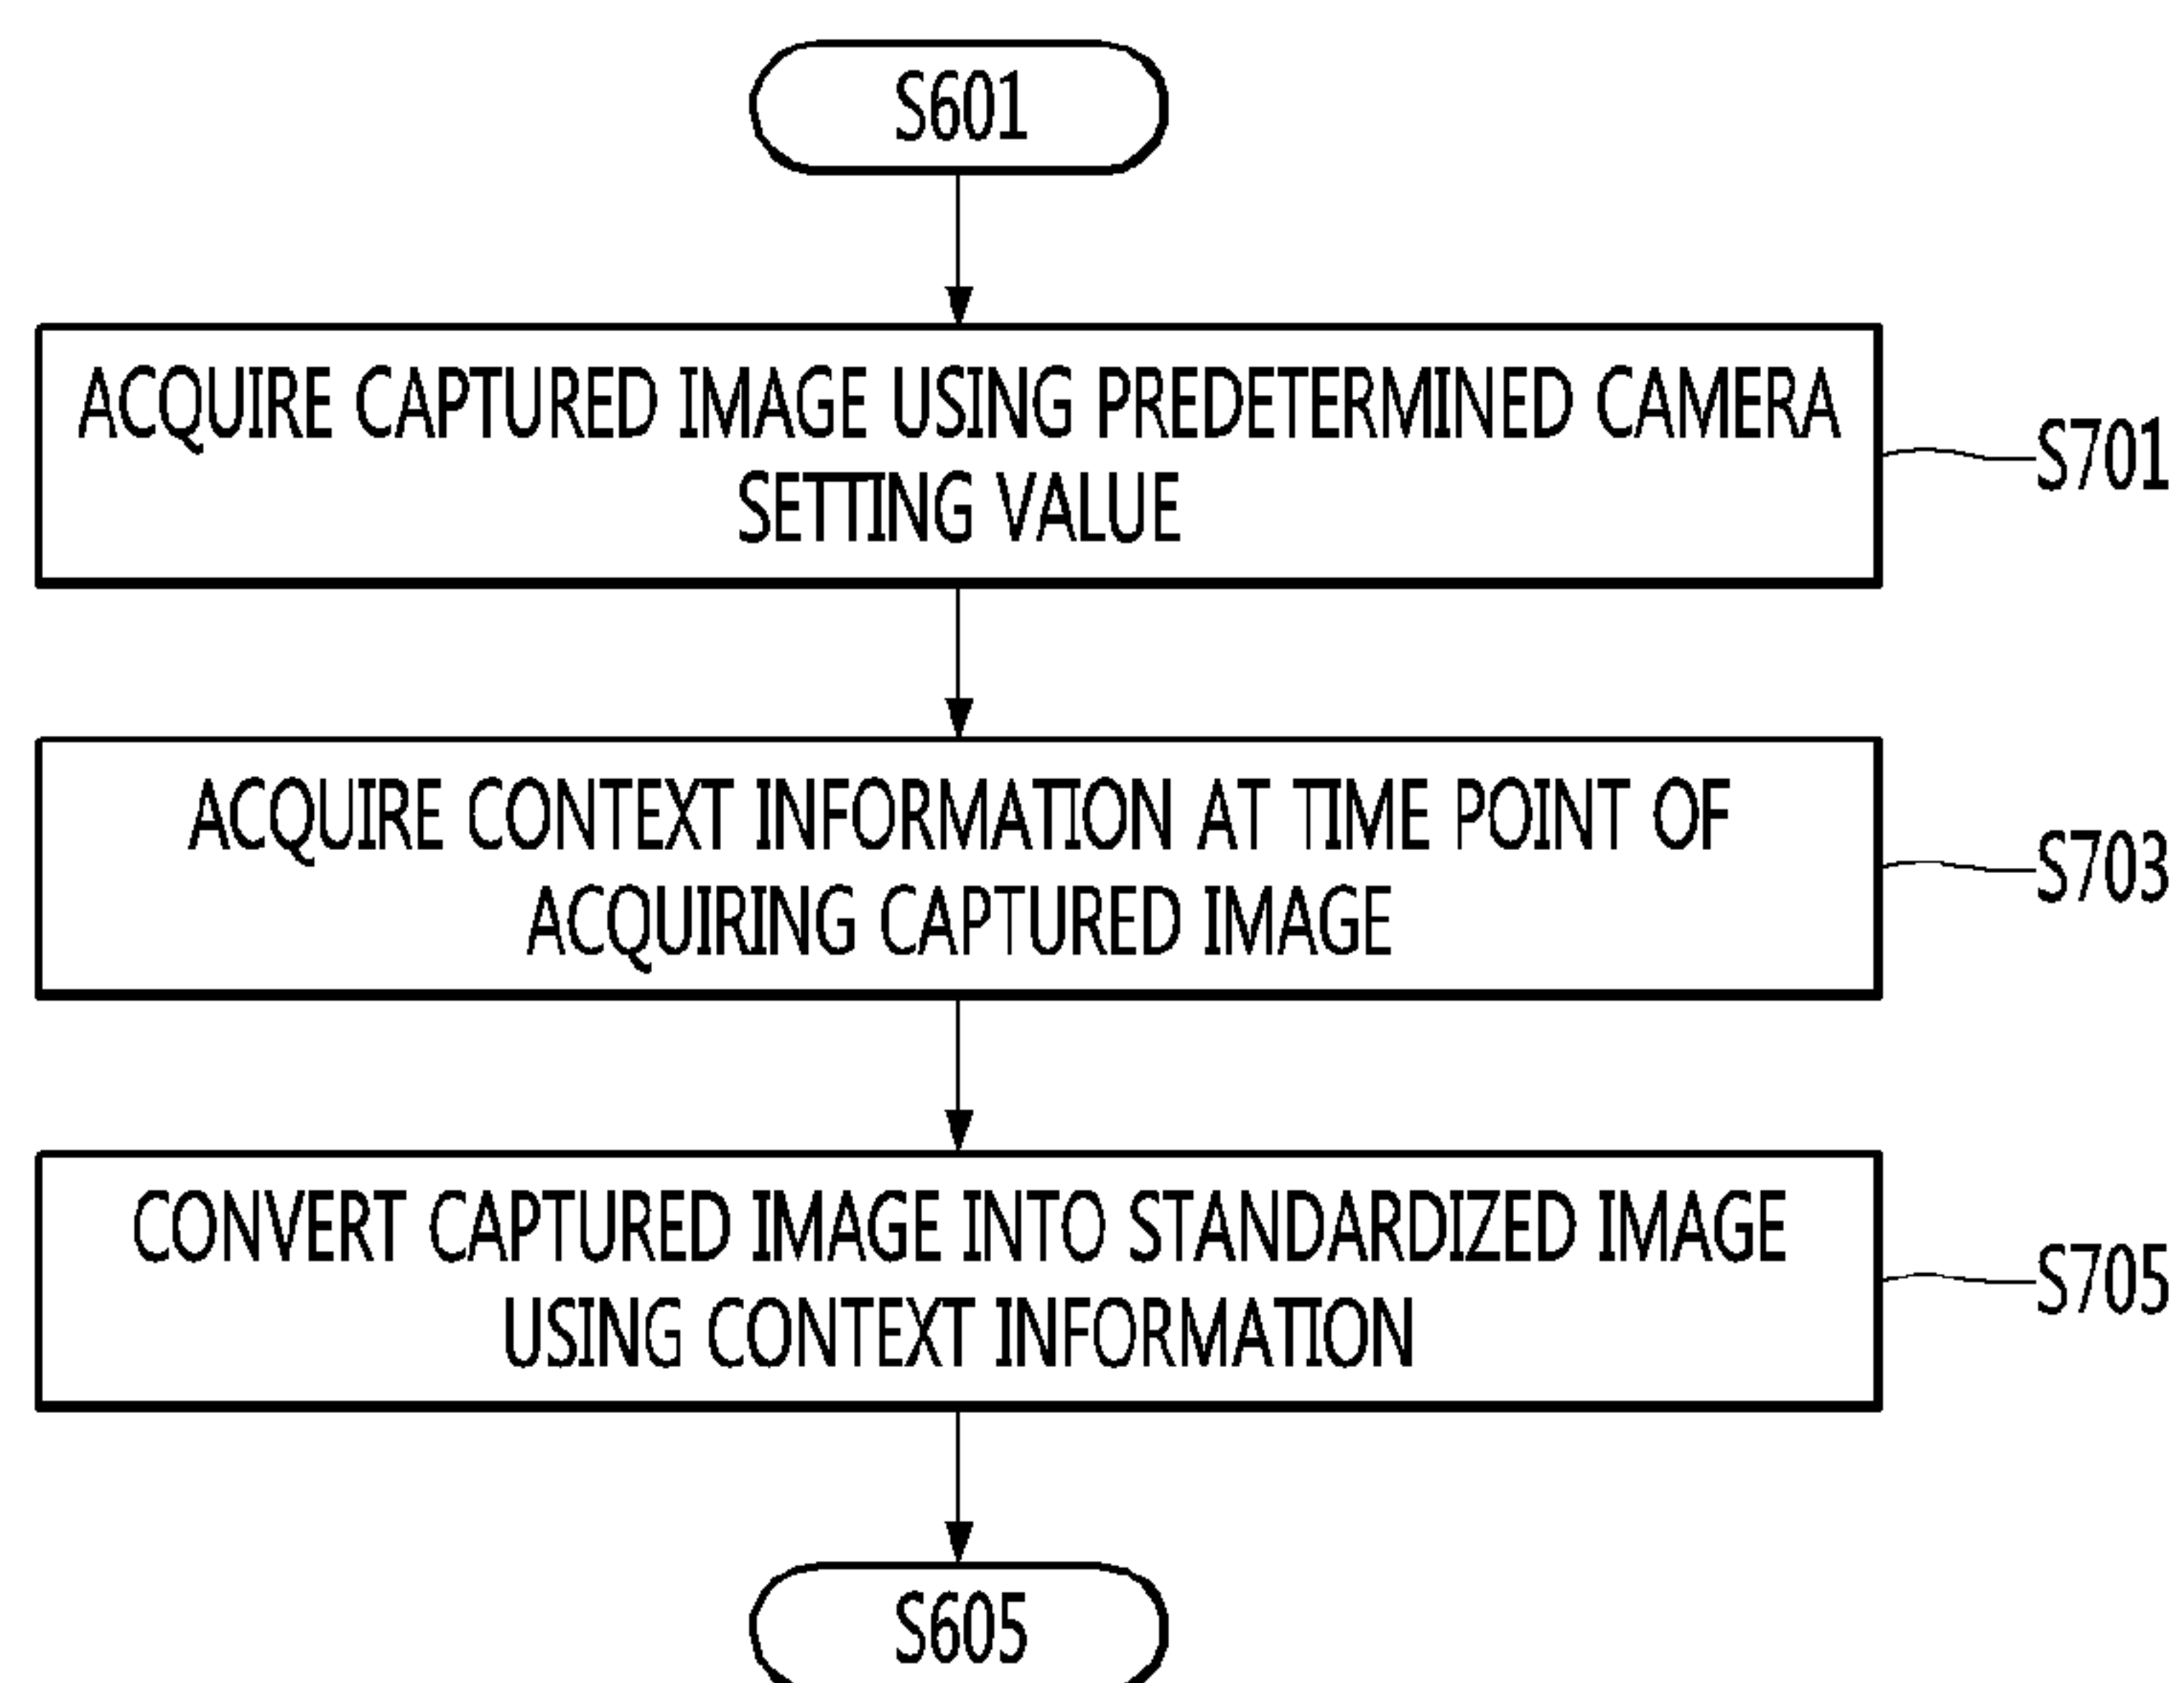 S601
ACQUIRE CAPTURED IMAGE USING PREDETERMINED CAMERA
SETTING VALUE
S701
ACQUIRE CONTEXT INFORMATION AT TIME POINT OF
ACQUIRING CAPTURED IMAGE
S703
CONVERT CAPTURED IMAGE INTO STANDARDIZED IMAGE
USING CONTEXT INFORMATION
S705
S605